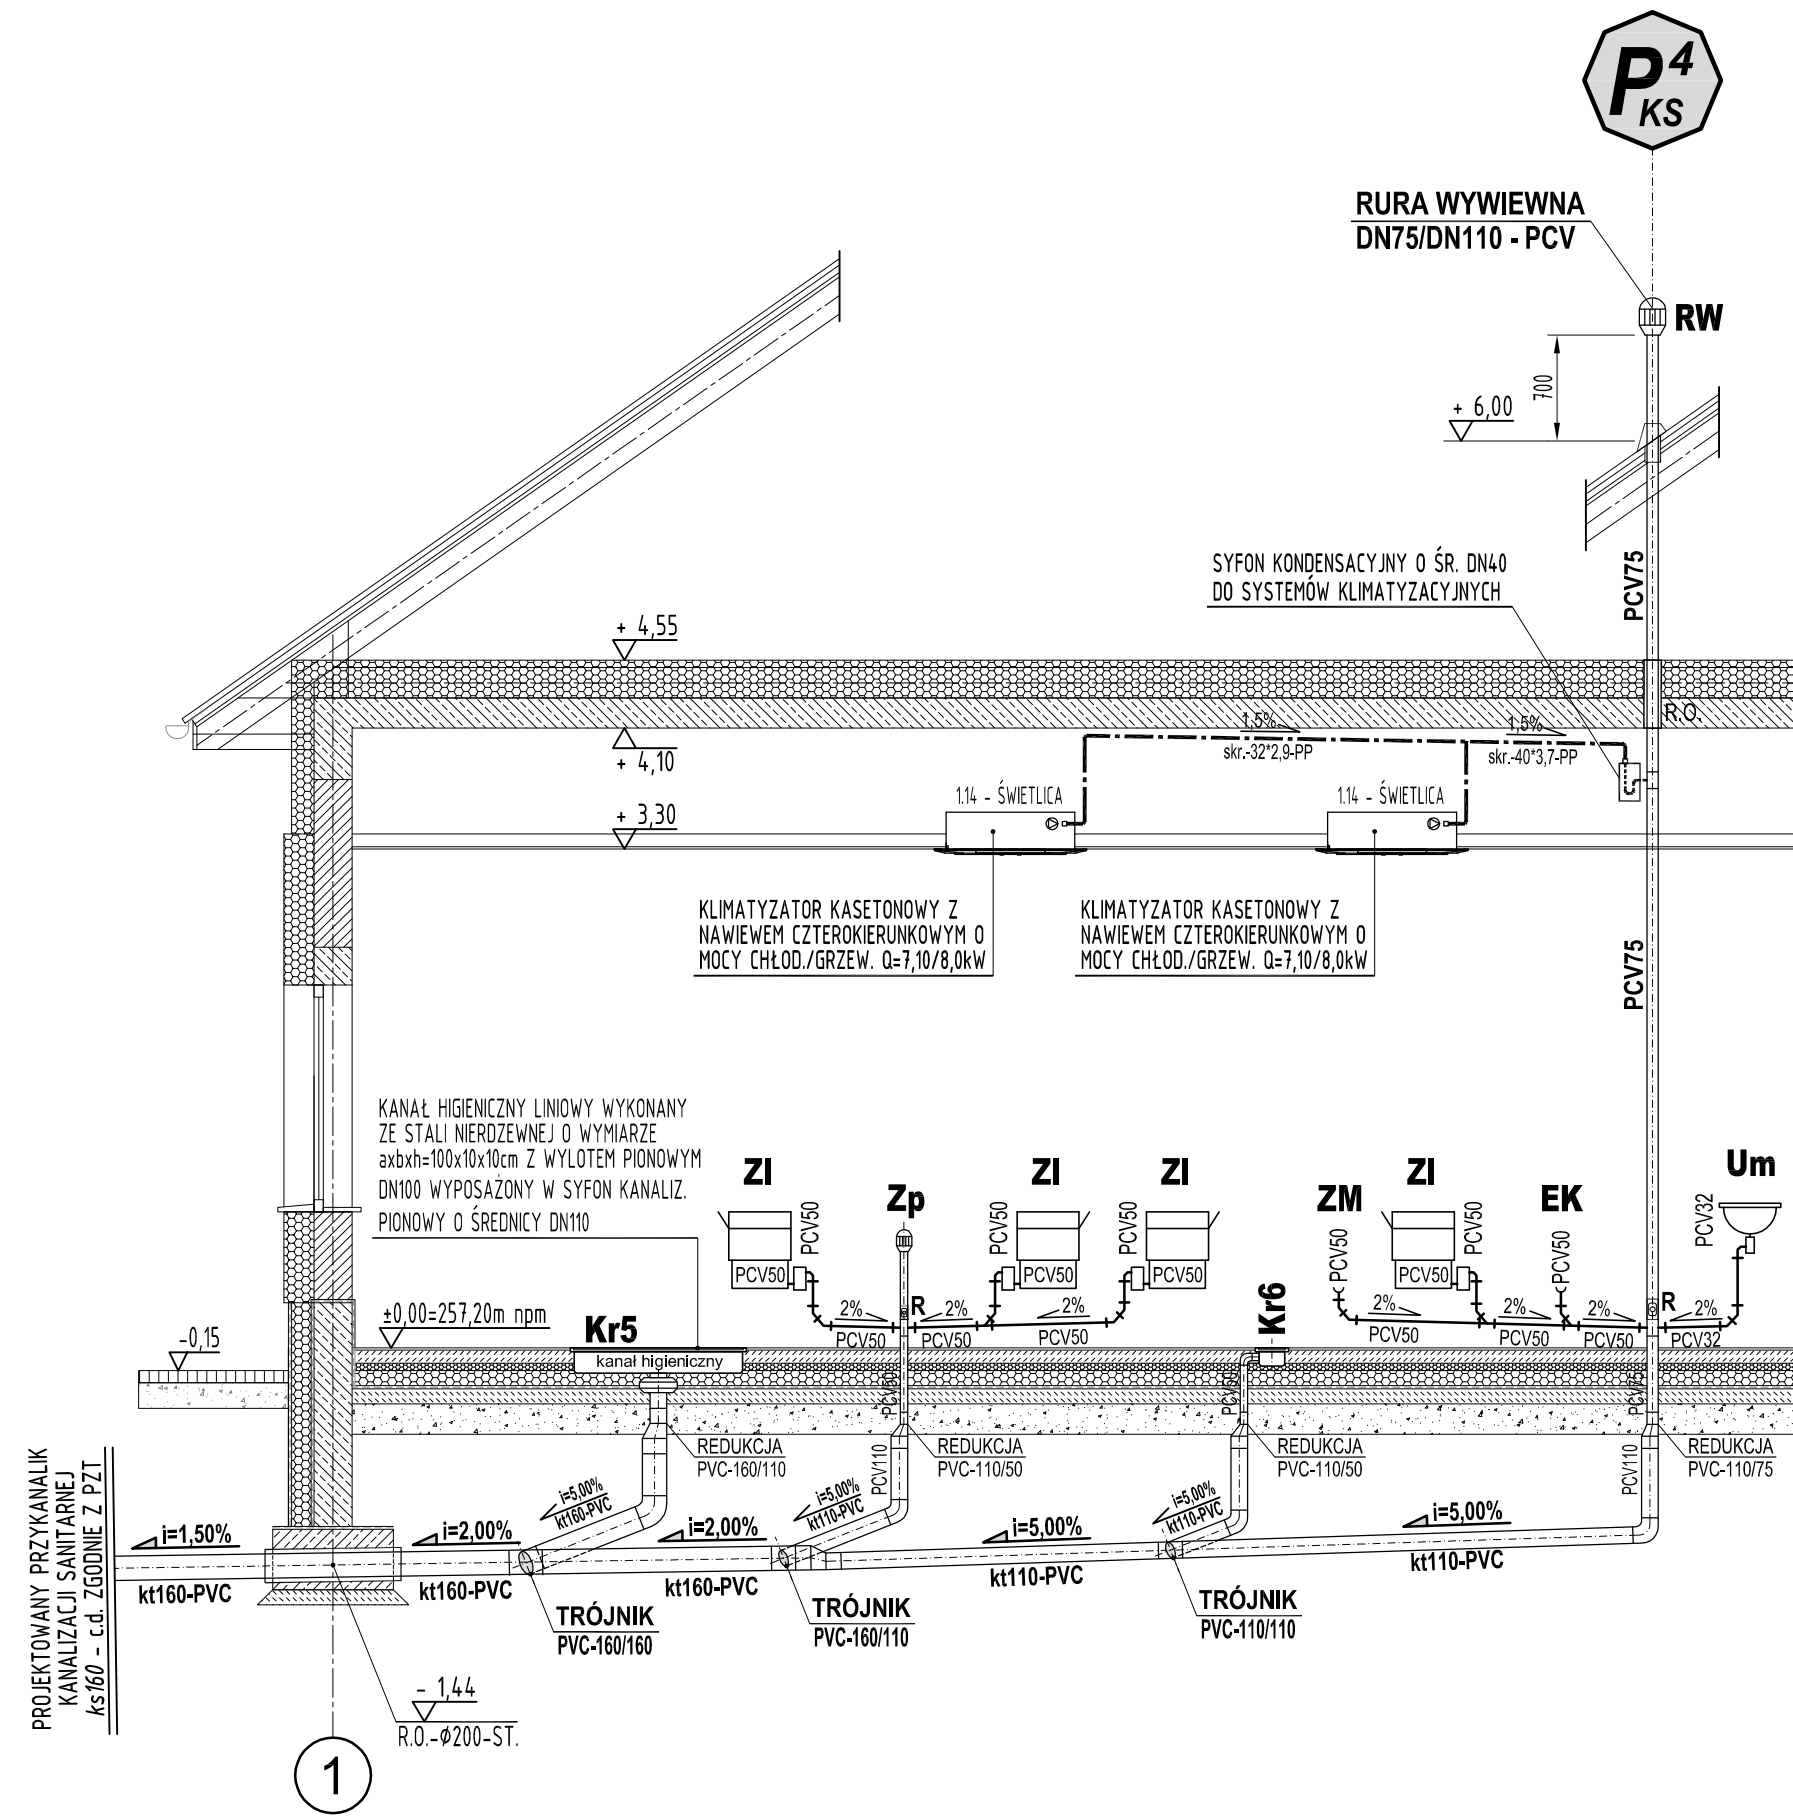 P4
KS
RURA WYWIEWNA
DN75/DN110 - PCV
RW
700
+ 6,00
SYFON KONDENSACYJNY O ŚR. DN40
DO SYSTEMÓW KLIMATYZACYJNYCH
PCV75
+ 4,55
R.O.
1,5%
skr.-32*2,9-PP
1,5%
skr.-40*3,7-PP
+ 4,10
1.14 - ŚWIETLICA
1.14 - ŚWIETLICA
+ 3,30
KLIMATYZATOR KASETONOWY Z
NAWIEWEM CZTEROKIERUNKOWYM O
MOCY CHŁOD./GRZEW. Q=7,10/8,0kW
KLIMATYZATOR KASETONOWY Z
NAWIEWEM CZTEROKIERUNKOWYM O
MOCY CHŁOD./GRZEW. Q=7,10/8,0kW
PCV75
KANAŁ HIGIENICZNY LINIOWY WYKONANY
ZE STALI NIERDZEWNEJ O WYMIARZE
axbxh=100x10x10cm Z WYLOTEM PIONOWYM
DN100 WYPOSAŻONY W SYFON KANALIZ.
PIONOWY O ŚREDNICY DN110
Zl
Zp
Zl
Zl
ZM
Zl
EK
Um
PCV50
PCV50
PCV50
PCV50
PCV50
PCV50
PCV32
PCV50
PCV50
PCV50
PCV50
2%
R
2%
2%
2%
2%
R
2%
PCV50
PCV50
PCV50
PCV50
PCV50
PCV50
PCV32
±0,00=257,20m npm
-0,15
Kr5
kanał higieniczny
Kr6
PCV50
PCV50
PCV75
REDUKCJA
PVC-160/110
REDUKCJA
PVC-110/50
REDUKCJA
PVC-110/50
REDUKCJA
PVC-110/75
PCV110
PCV110
i=5,00%
kt160-PVC
i=5,00%
kt110-PVC
i=5,00%
kt110-PVC
i=1,50%
kt160-PVC
i=2,00%
kt160-PVC
i=2,00%
kt160-PVC
i=5,00%
kt110-PVC
i=5,00%
kt110-PVC
TRÓJNIK
PVC-160/160
TRÓJNIK
PVC-160/110
TRÓJNIK
PVC-110/110
PROJEKTOWANY PRZYKANALIK
KANALIZACJI SANITARNEJ
ks160 - c.d. ZGODNIE Z PZT
- 1,44
R.O.-Φ200-ST.
1